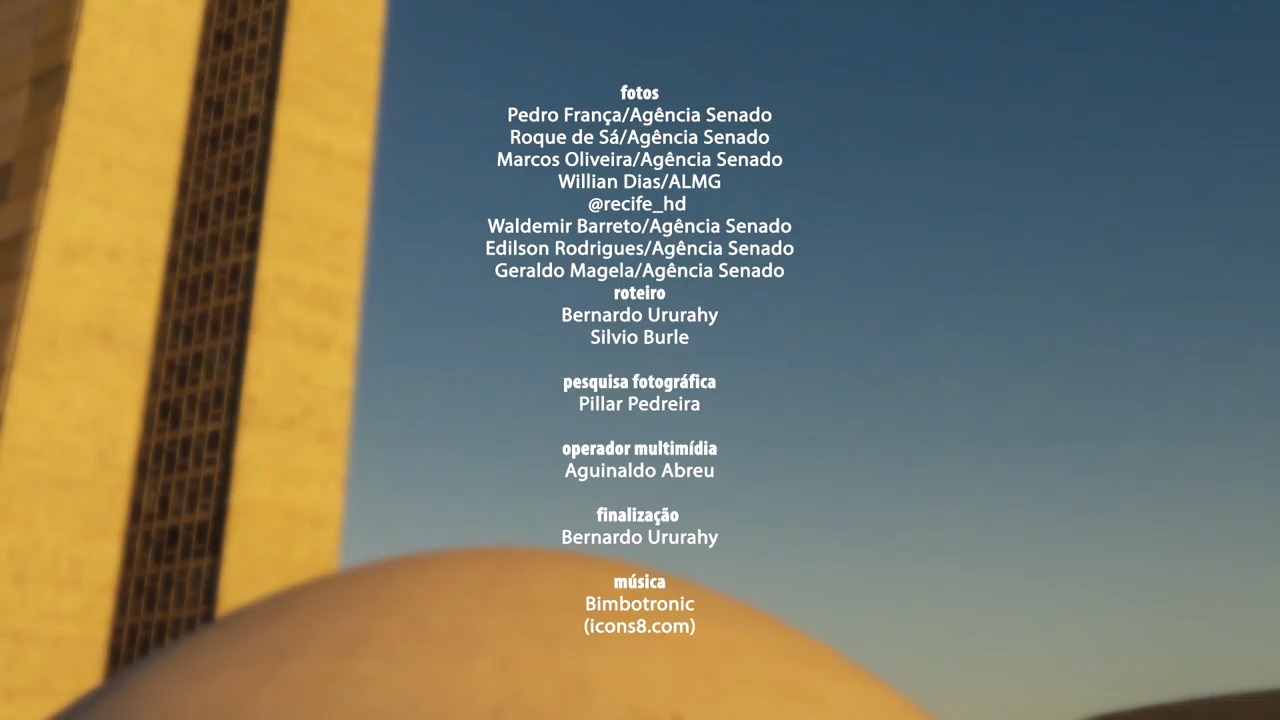 fotos
Pedro França/Agência Senado
Roque de Sá/Agência Senado
Marcos Oliveira/Agência Senado
Willian Dias/ALMG
@recife_hd
Waldemir Barreto/Agência Senado
Edilson Rodrigues/Agência Senado
Geraldo Magela/Agência Senado
roteiro
Bernardo Ururahy
Silvio Burle
pesquisa fotográfica
Pillar Pedreira
operador multimídia
Aguinaldo Abreu
finalização
Bernardo Ururahy
música
Bimbotronic
(icons8.com)